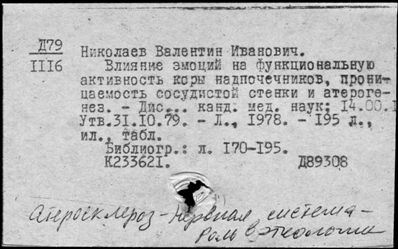 Д79
III6
Николаев Валентин Иванович.
Влияние эмоций на функциональную
активность коры надпочечников, прони-
цаемость сосудистой стенки и атероге-
нез. - Дис... канд. мед. наук: 14.00.1
Утв.31.10.79. - Л., 1978. - 195 л.,
ил., табл.
Библиогр.: л. 170-195.
К23362I.
Д89308
Атеросклероз - Нервная система -
Роль в этиологии